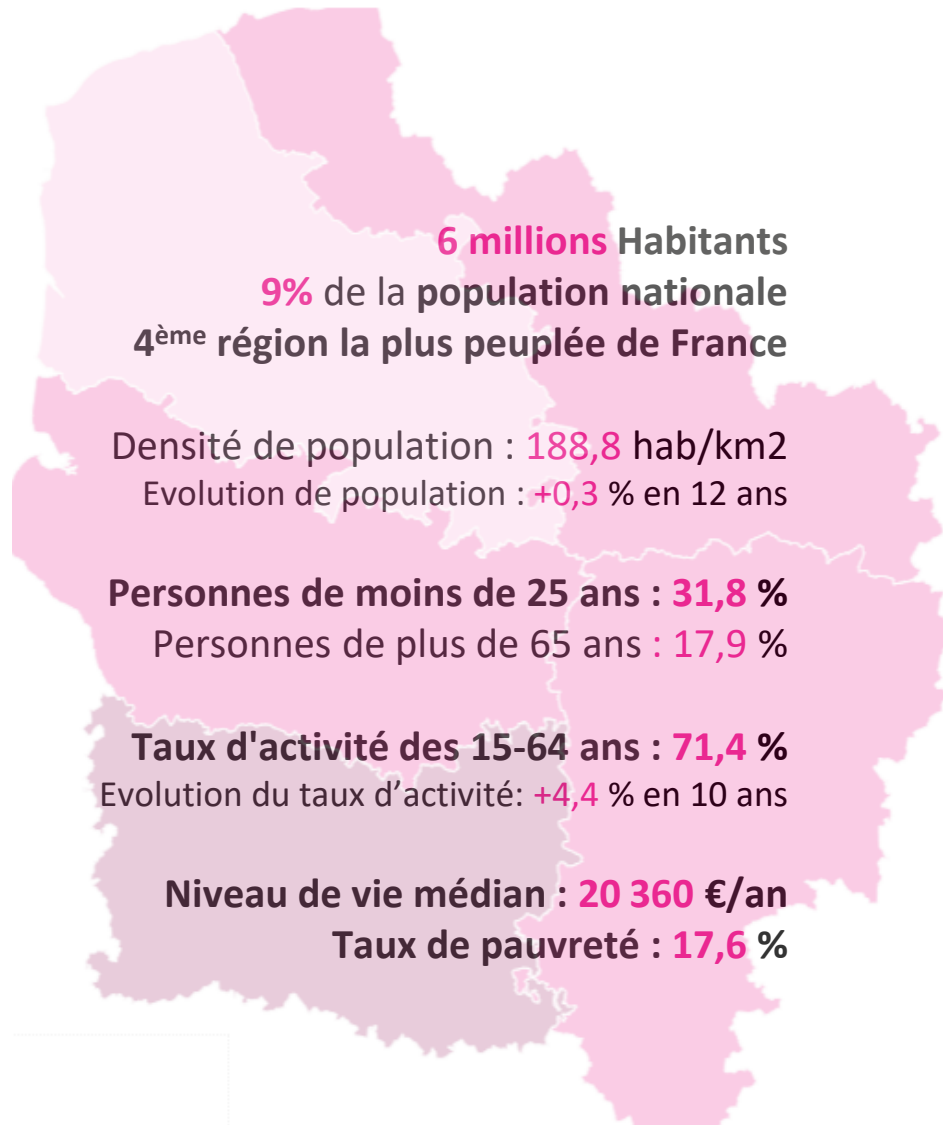 6 millions Habitants
9% de la population nationale
4ème région la plus peuplée de France
Densité de population : 188,8 hab/km2
Evolution de population : +0,3 % en 12 ans
Personnes de moins de 25 ans : 31,8 %
Personnes de plus de 65 ans : 17,9 %
Taux d'activité des 15-64 ans : 71,4 %
Evolution du taux d’activité: +4,4 % en 10 ans
Niveau de vie médian : 20 360 €/an
Taux de pauvreté : 17,6 %